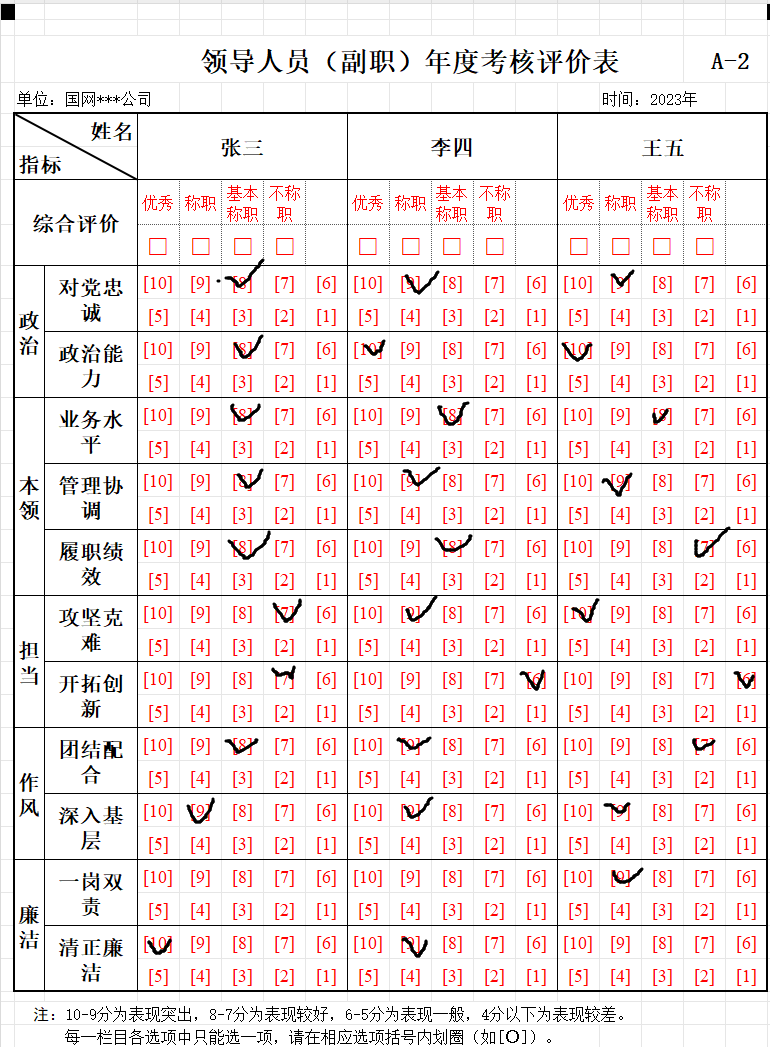 领导人员（副职）年度考核评价表 A-2
单位：国网***公司 时间：2023年
姓名 指标 张三 李四 王五
综合评价 优秀 称职 基本称职 不称职 优秀 称职 基本称职 不称职 优秀 称职 基本称职 不称职
□ □ □ □ □ □ □ □ □ □ □ □
政治 对党忠诚 [10] [9] [8] [7] [6] [10] [9] [8] [7] [6] [10] [9] [8] [7] [6]
[5] [4] [3] [2] [1] [5] [4] [3] [2] [1] [5] [4] [3] [2] [1]
政治能力 [10] [9] [8] [7] [6] [10] [9] [8] [7] [6] [10] [9] [8] [7] [6]
[5] [4] [3] [2] [1] [5] [4] [3] [2] [1] [5] [4] [3] [2] [1]
本领 业务水平 [10] [9] [8] [7] [6] [10] [9] [8] [7] [6] [10] [9] [8] [7] [6]
[5] [4] [3] [2] [1] [5] [4] [3] [2] [1] [5] [4] [3] [2] [1]
管理协调 [10] [9] [8] [7] [6] [10] [9] [8] [7] [6] [10] [9] [8] [7] [6]
[5] [4] [3] [2] [1] [5] [4] [3] [2] [1] [5] [4] [3] [2] [1]
履职绩效 [10] [9] [8] [7] [6] [10] [9] [8] [7] [6] [10] [9] [8] [7] [6]
[5] [4] [3] [2] [1] [5] [4] [3] [2] [1] [5] [4] [3] [2] [1]
担当 攻坚克难 [10] [9] [8] [7] [6] [10] [9] [8] [7] [6] [10] [9] [8] [7] [6]
[5] [4] [3] [2] [1] [5] [4] [3] [2] [1] [5] [4] [3] [2] [1]
开拓创新 [10] [9] [8] [7] [6] [10] [9] [8] [7] [6] [10] [9] [8] [7] [6]
[5] [4] [3] [2] [1] [5] [4] [3] [2] [1] [5] [4] [3] [2] [1]
作风 团结配合 [10] [9] [8] [7] [6] [10] [9] [8] [7] [6] [10] [9] [8] [7] [6]
[5] [4] [3] [2] [1] [5] [4] [3] [2] [1] [5] [4] [3] [2] [1]
深入基层 [10] [9] [8] [7] [6] [10] [9] [8] [7] [6] [10] [9] [8] [7] [6]
[5] [4] [3] [2] [1] [5] [4] [3] [2] [1] [5] [4] [3] [2] [1]
廉洁 一岗双责 [10] [9] [8] [7] [6] [10] [9] [8] [7] [6] [10] [9] [8] [7] [6]
[5] [4] [3] [2] [1] [5] [4] [3] [2] [1] [5] [4] [3] [2] [1]
清正廉洁 [10] [9] [8] [7] [6] [10] [9] [8] [7] [6] [10] [9] [8] [7] [6]
[5] [4] [3] [2] [1] [5] [4] [3] [2] [1] [5] [4] [3] [2] [1]
注：10-9分为表现突出，8-7分为表现较好，6-5分为表现一般，4分以下为表现较差。
每一栏目各选项中只能选一项，请在相应选项括号内划圈（如[O]）。